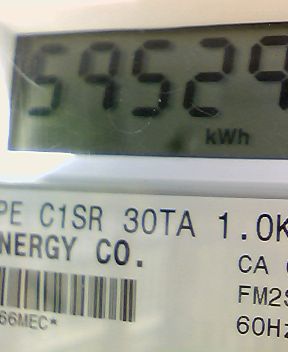 59529
kWh
PE C1SR 30TA 1.0K
NERGY CO.
CA
FM2S
66MEC*
60Hz